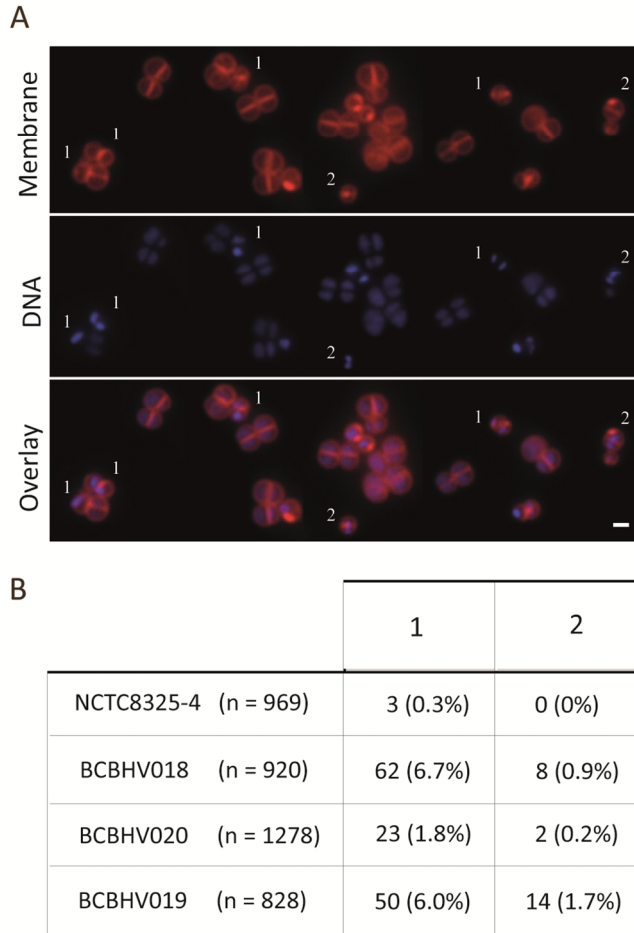 A
Membrane
1
1
1
2
1
2
DNA
1
1
1
2
1
2
Overlay
1
1
1
2
1
2
B
1 2
NCTC8325-4 (n = 969) 3 (0.3%) 0 (0%)
BCBHV018 (n = 920) 62 (6.7%) 8 (0.9%)
BCBHV020 (n = 1278) 23 (1.8%) 2 (0.2%)
BCBHV019 (n = 828) 50 (6.0%) 14 (1.7%)